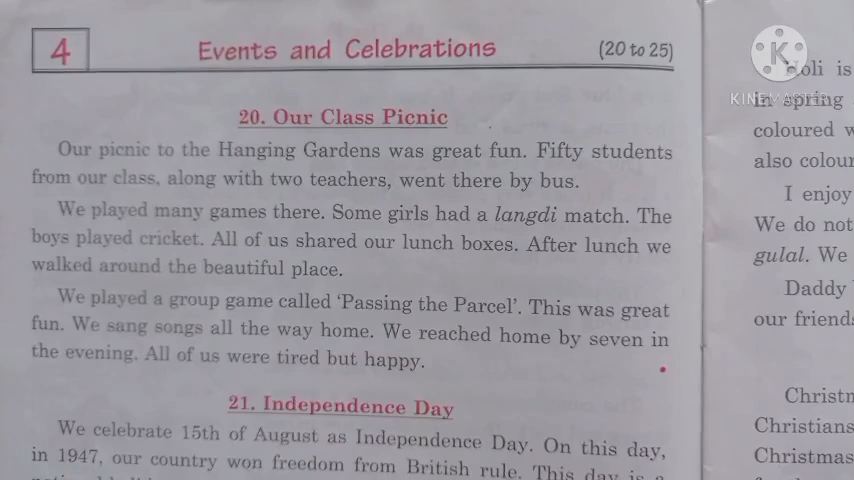 4 Events and Celebrations (20 to 25)
20. Our Class Picnic
Our picnic to the Hanging Gardens was great fun. Fifty students
from our class, along with two teachers, went there by bus.
We played many games there. Some girls had a langdi match. The
boys played cricket. All of us shared our lunch boxes. After lunch we
walked around the beautiful place.
We played a group game called ‘Passing the Parcel’. This was great
fun. We sang songs all the way home. We reached home by seven in
the evening. All of us were tired but happy.
21. Independence Day
We celebrate 15th of August as Independence Day. On this day,
in 1947, our country won freedom from British rule. This day is a
K
KINEMASTER
Holi is
in spring
coloured w
also colour
I enjoy
We do not
gulal. We
Daddy
our friends
Christm
Christians
Christmas